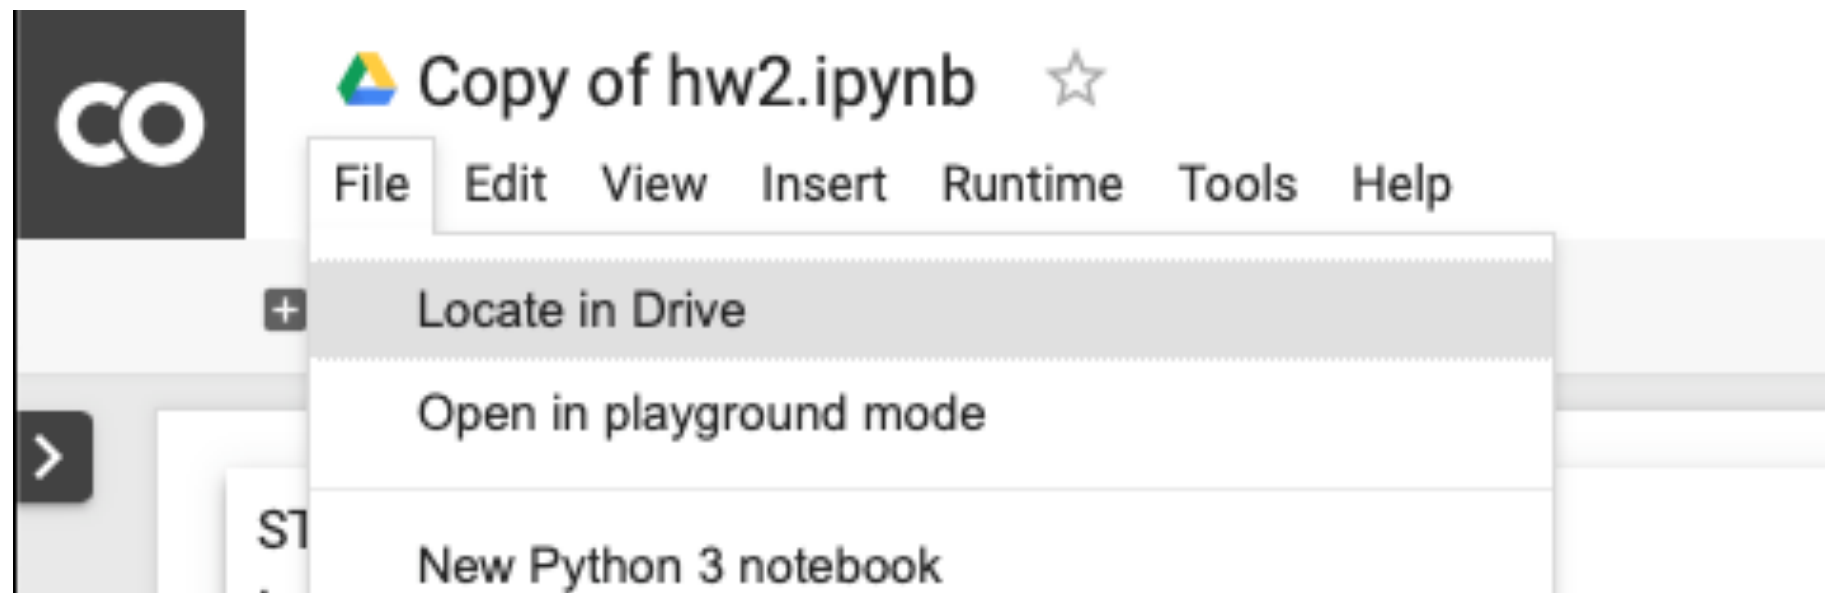 CO
Copy of hw2.ipynb
File Edit View Insert Runtime Tools Help
Locate in Drive
Open in playground mode
ST
New Python 3 notebook